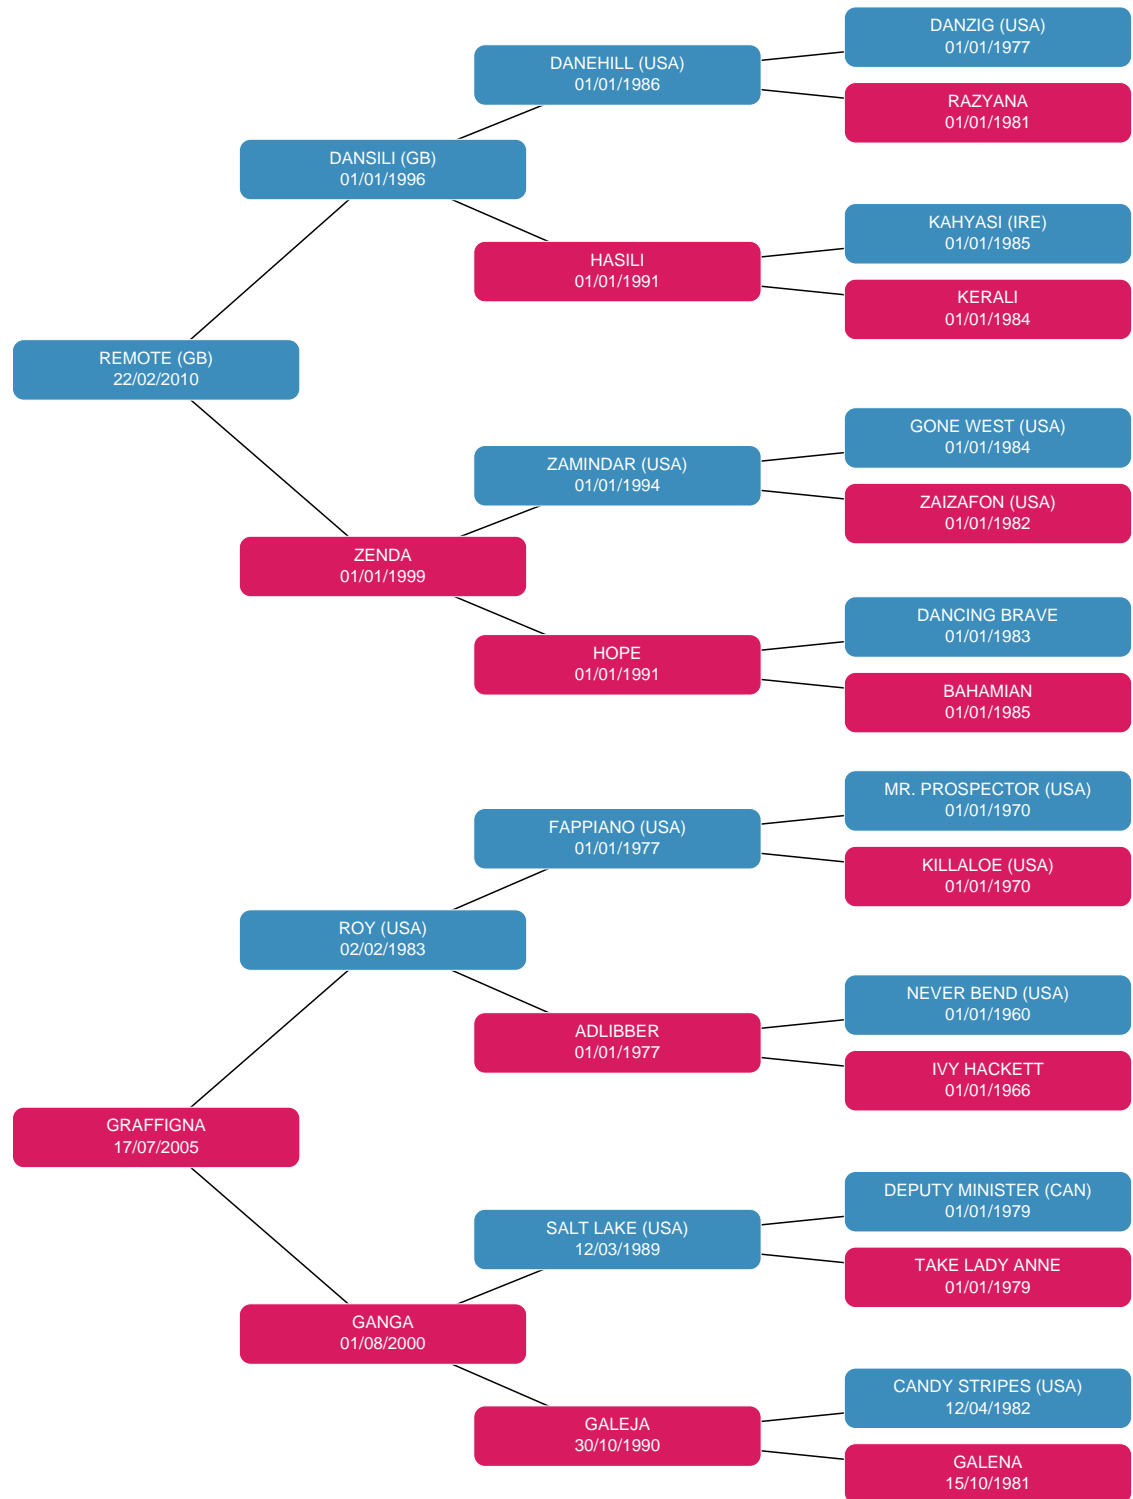 DANZIG (USA)
01/01/1977
DANEHILL (USA)
01/01/1986
RAZYANA
01/01/1981
DANSILI (GB)
01/01/1996
KAHYASI (IRE)
01/01/1985
HASILI
01/01/1991
KERALI
01/01/1984
REMOTE (GB)
22/02/2010
GONE WEST (USA)
01/01/1984
ZAMINDAR (USA)
01/01/1994
ZAIZAFON (USA)
01/01/1982
ZENDA
01/01/1999
DANCING BRAVE
01/01/1983
HOPE
01/01/1991
BAHAMIAN
01/01/1985
MR. PROSPECTOR (USA)
01/01/1970
FAPPIANO (USA)
01/01/1977
KILLALOE (USA)
01/01/1970
ROY (USA)
02/02/1983
NEVER BEND (USA)
01/01/1960
ADLIBBER
01/01/1977
IVY HACKETT
01/01/1966
GRAFFIGNA
17/07/2005
DEPUTY MINISTER (CAN)
01/01/1979
SALT LAKE (USA)
12/03/1989
TAKE LADY ANNE
01/01/1979
GANGA
01/08/2000
CANDY STRIPES (USA)
12/04/1982
GALEJA
30/10/1990
GALENA
15/10/1981